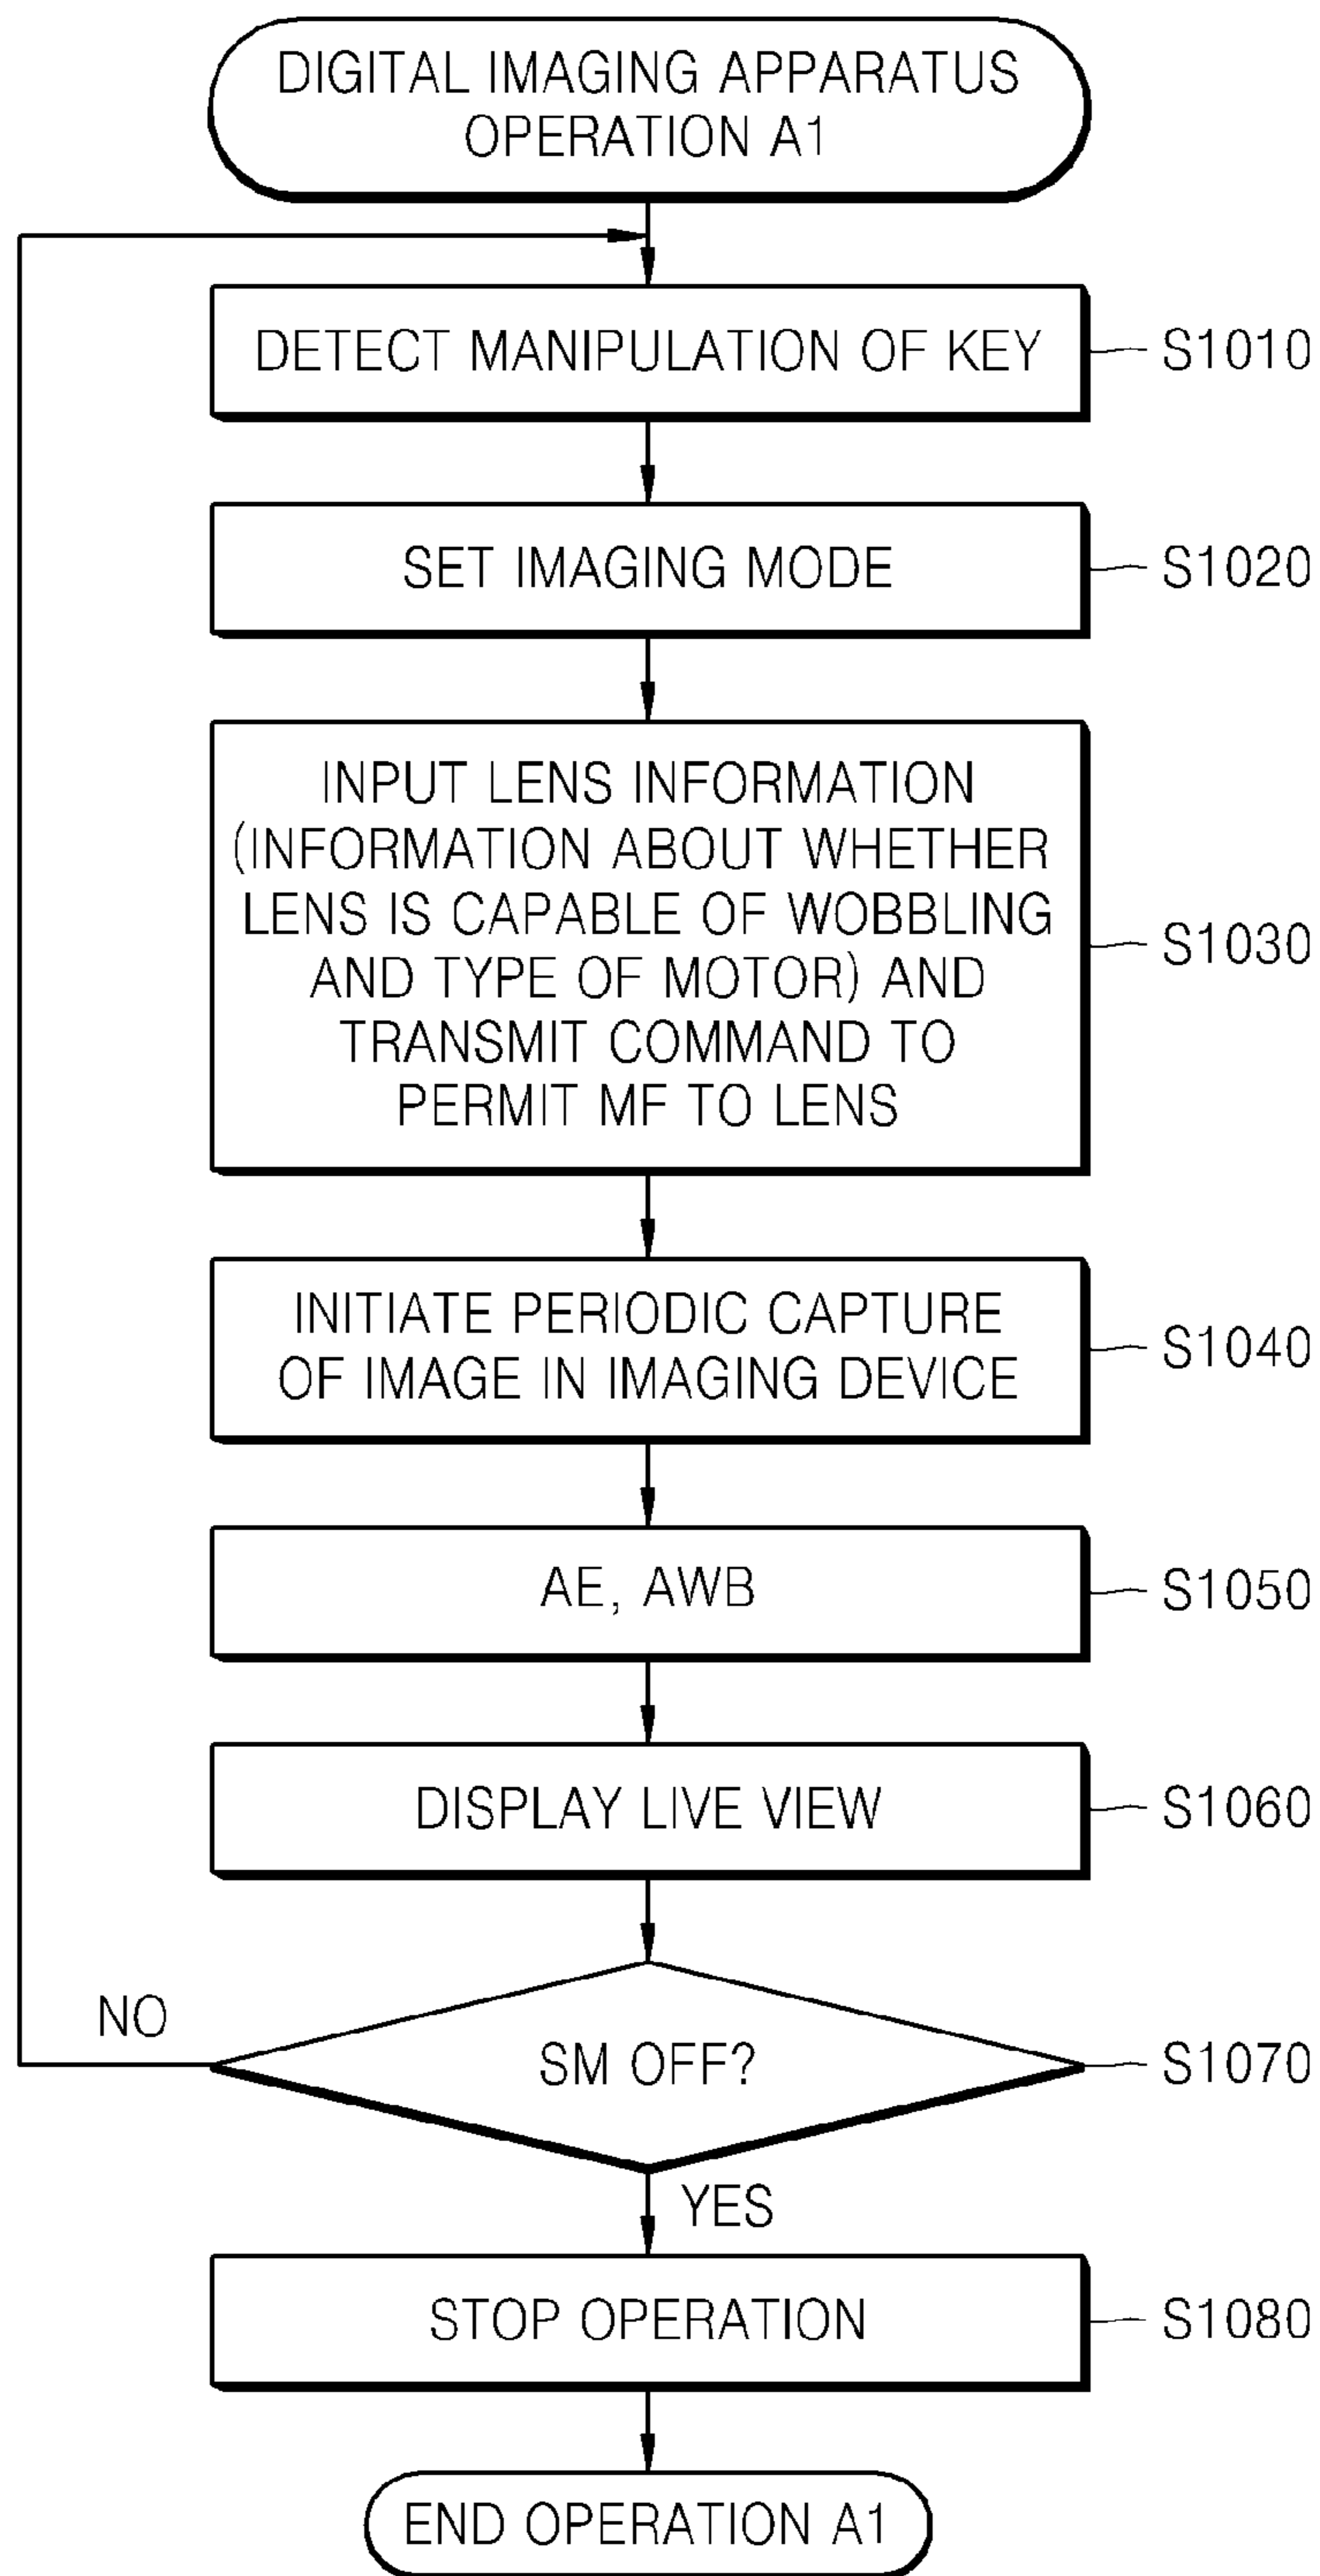 DIGITAL IMAGING APPARATUS
OPERATION A1
DETECT MANIPULATION OF KEY
S1010
SET IMAGING MODE
S1020
INPUT LENS INFORMATION
(INFORMATION ABOUT WHETHER
LENS IS CAPABLE OF WOBBLING
AND TYPE OF MOTOR) AND
TRANSMIT COMMAND TO
PERMIT MF TO LENS
S1030
INITIATE PERIODIC CAPTURE
OF IMAGE IN IMAGING DEVICE
S1040
AE, AWB
S1050
DISPLAY LIVE VIEW
S1060
NO
SM OFF?
S1070
YES
STOP OPERATION
S1080
END OPERATION A1